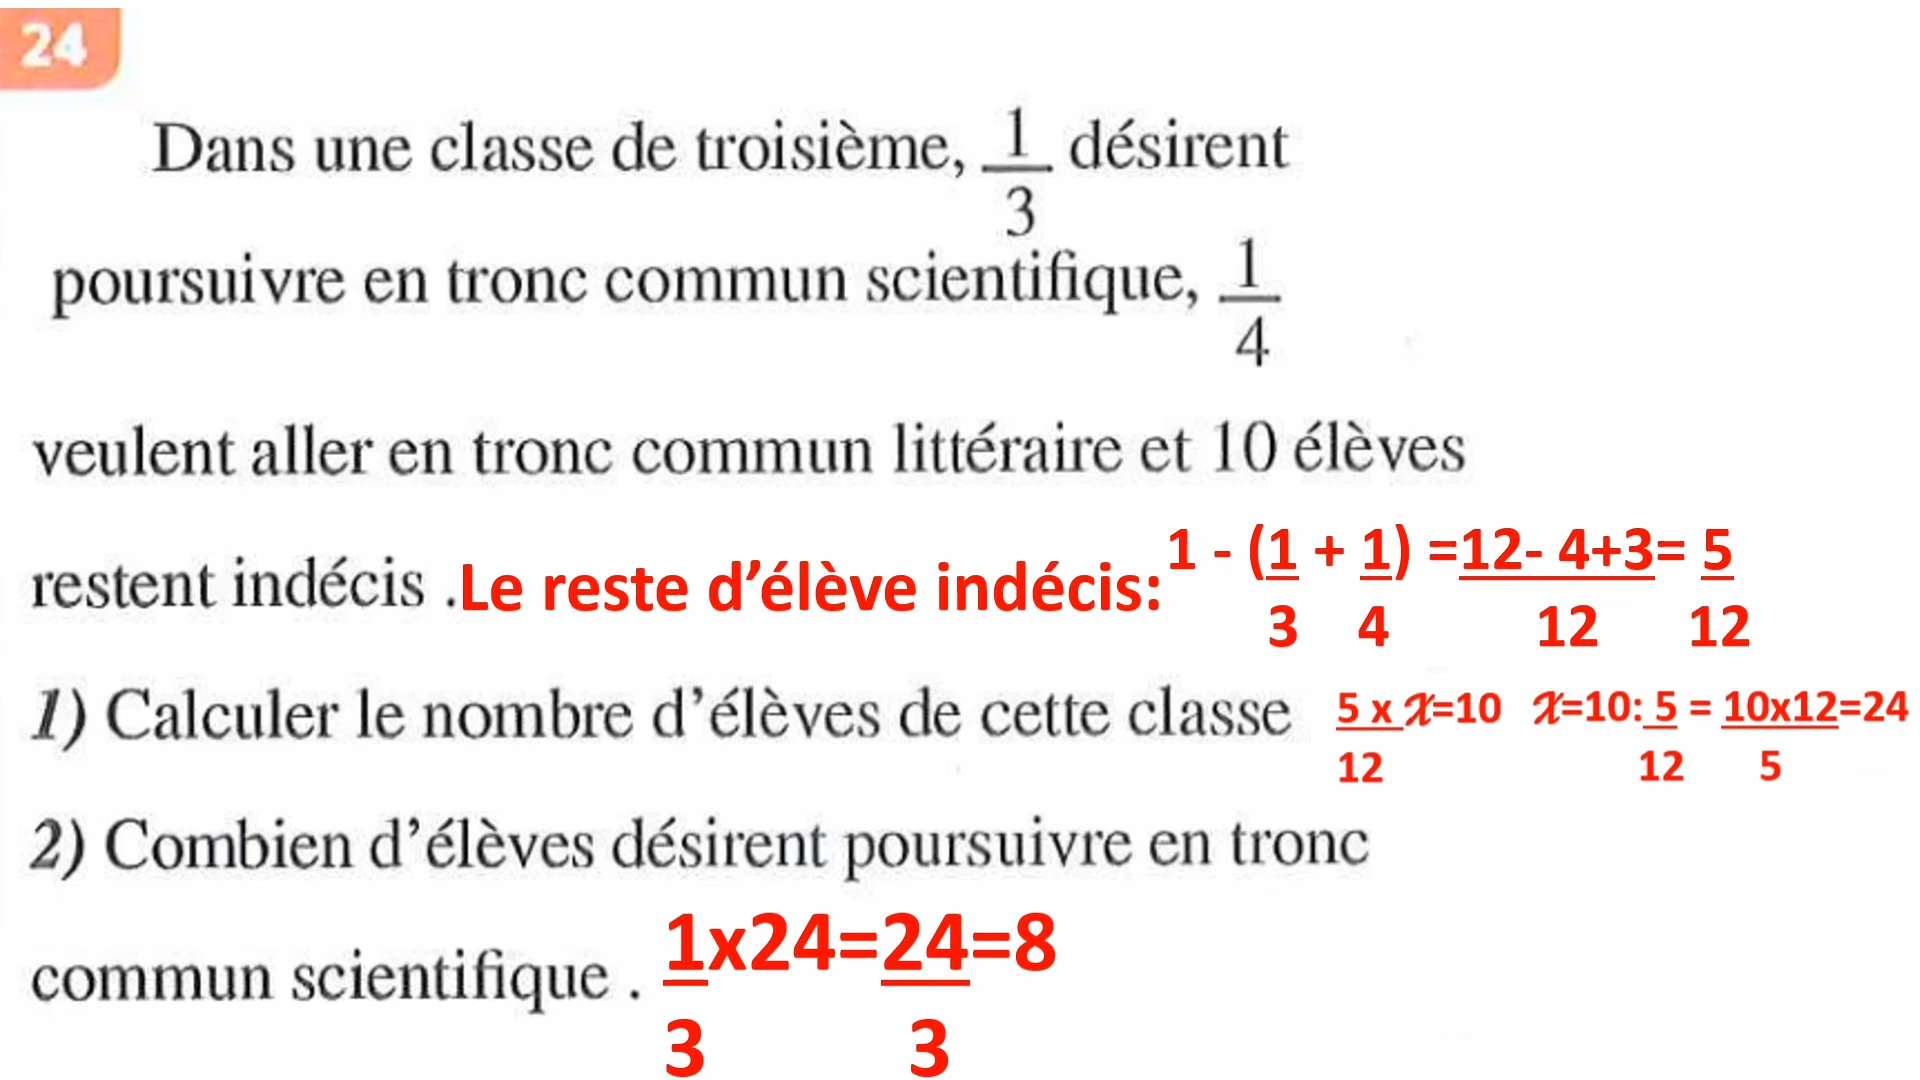 24
Dans une classe de troisième, 1/3 désirent
poursuivre en tronc commun scientifique, 1/4
veulent aller en tronc commun littéraire et 10 élèves
restent indécis . Le reste d’élève indécis: 1 - (1/3 + 1/4) = 12- 4+3/12 = 5/12
1) Calculer le nombre d’élèves de cette classe 5/12 x 𝓧=10 𝓧=10: 5/12 = 10x12/5 =24
2) Combien d’élèves désirent poursuivre en tronc
commun scientifique . 1/3 x24= 24/3 =8